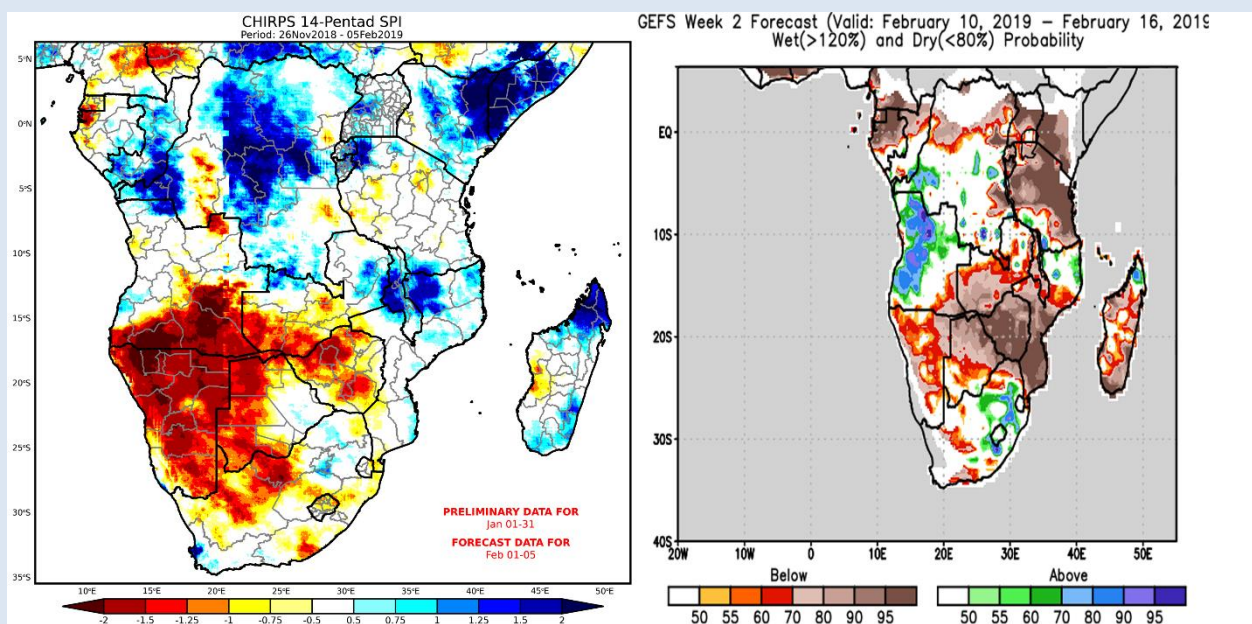 CHIRPS 14-Pentad SPI
Period: 26Nov2018 - 05Feb2019
5°N
0°N
5°S
10°S
15°S
20°S
25°S
30°S
35°S
PRELIMINARY DATA FOR
Jan 01-31
FORECAST DATA FOR
Feb 01-05
10°E 15°E 20°E 25°E 30°E 35°E 40°E 45°E 50°E
-2 -1.5 -1.25 -1 -0.75 -0.5 0.5 0.75 1 1.25 1.5 2
GEFS Week 2 Forecast (Valid: February 10, 2019 – February 16, 2019
Wet(>120%) and Dry(<80%) Probability
EQ
10S
20S
30S
40S
20W 10W 0 10E 20E 30E 40E 50E
Below Above
50 55 60 70 80 90 95 50 55 60 70 80 90 95